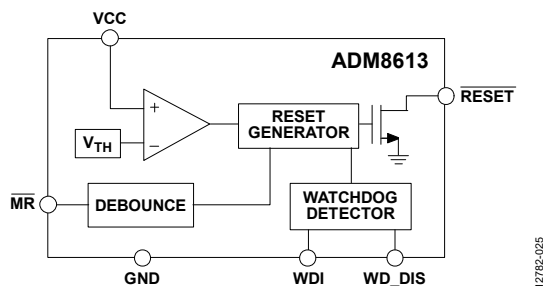 VCC
ADM8613
RESET
+
−
VTH
RESET
GENERATOR
MR
DEBOUNCE
WATCHDOG
DETECTOR
GND
WDI
WD_DIS
12782-025